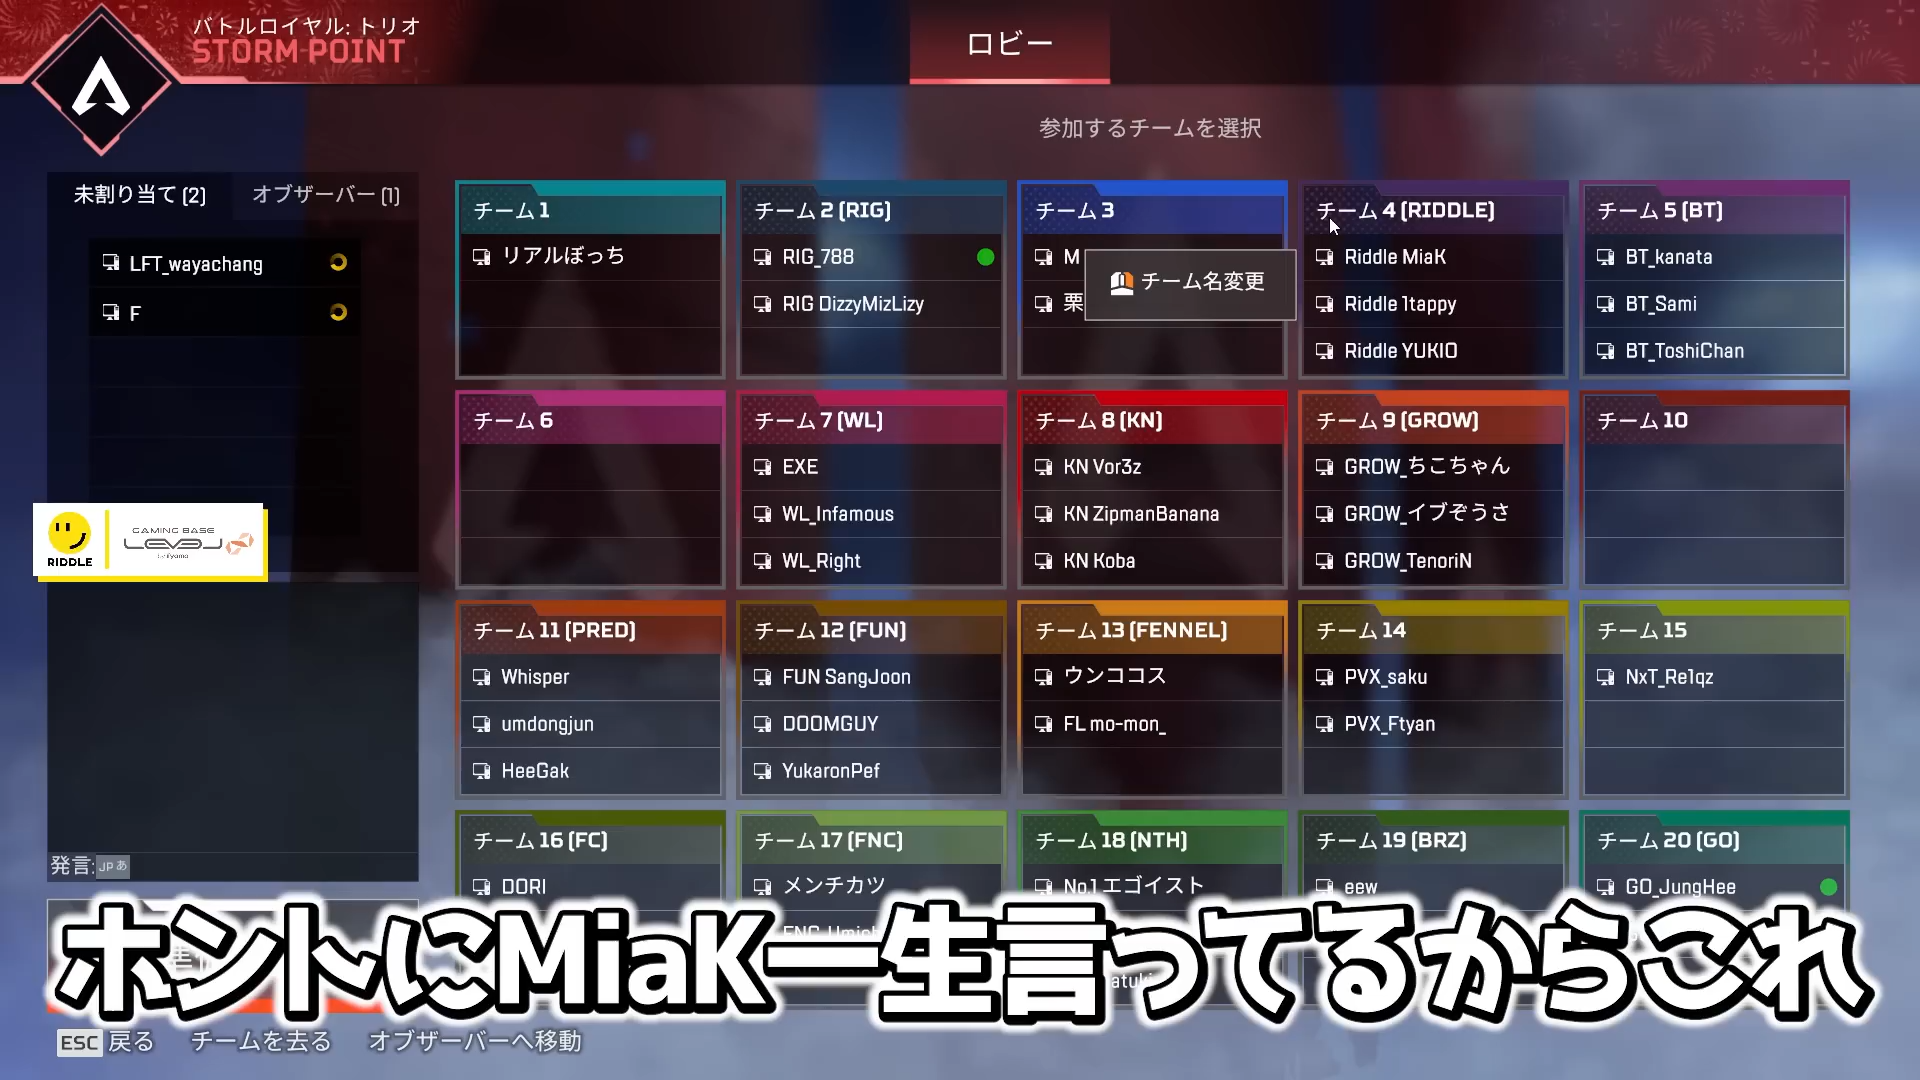 バトルロイヤル: トリオ
STORM POINT
ロビー
参加するチームを選択
未割り当て (2)
オブザーバー (1)
LFT_wayachang
F
RIDDLE
GAMING BASE
LEVEL
チーム 1
リアルぼっち
チーム 2 (RIG)
RIG_788
RIG DizzyMizLizy
チーム 3
M
栗
チーム名変更
チーム 4 (RIDDLE)
Riddle MiaK
Riddle 1tappy
Riddle YUKIO
チーム 5 (BT)
BT_kanata
BT_Sami
BT_ToshiChan
チーム 6
チーム 7 (WL)
EXE
WL_Infamous
WL_Right
チーム 8 (KN)
KN Vor3z
KN ZipmanBanana
KN Koba
チーム 9 (GROW)
GROW_ちこちゃん
GROW_イブぞうさ
GROW_TenoriN
チーム 10
チーム 11 (PRED)
Whisper
umdongjun
HeeGak
チーム 12 (FUN)
FUN SangJoon
DOOMGUY
YukaronPef
チーム 13 (FENNEL)
ウンココス
FL mo-mon_
チーム 14
PVX_saku
PVX_Ftyan
チーム 15
NxT_Re1qz
チーム 16 (FC)
DORI
チーム 17 (FNC)
メンチカツ
チーム 18 (NTH)
No.1 エゴイスト
チーム 19 (BRZ)
eew
チーム 20 (GO)
GO_JungHee
発言:
JP あ
ホントにMiaK一生言ってるからこれ
ESC 戻る
チームを去る
オブザーバーへ移動